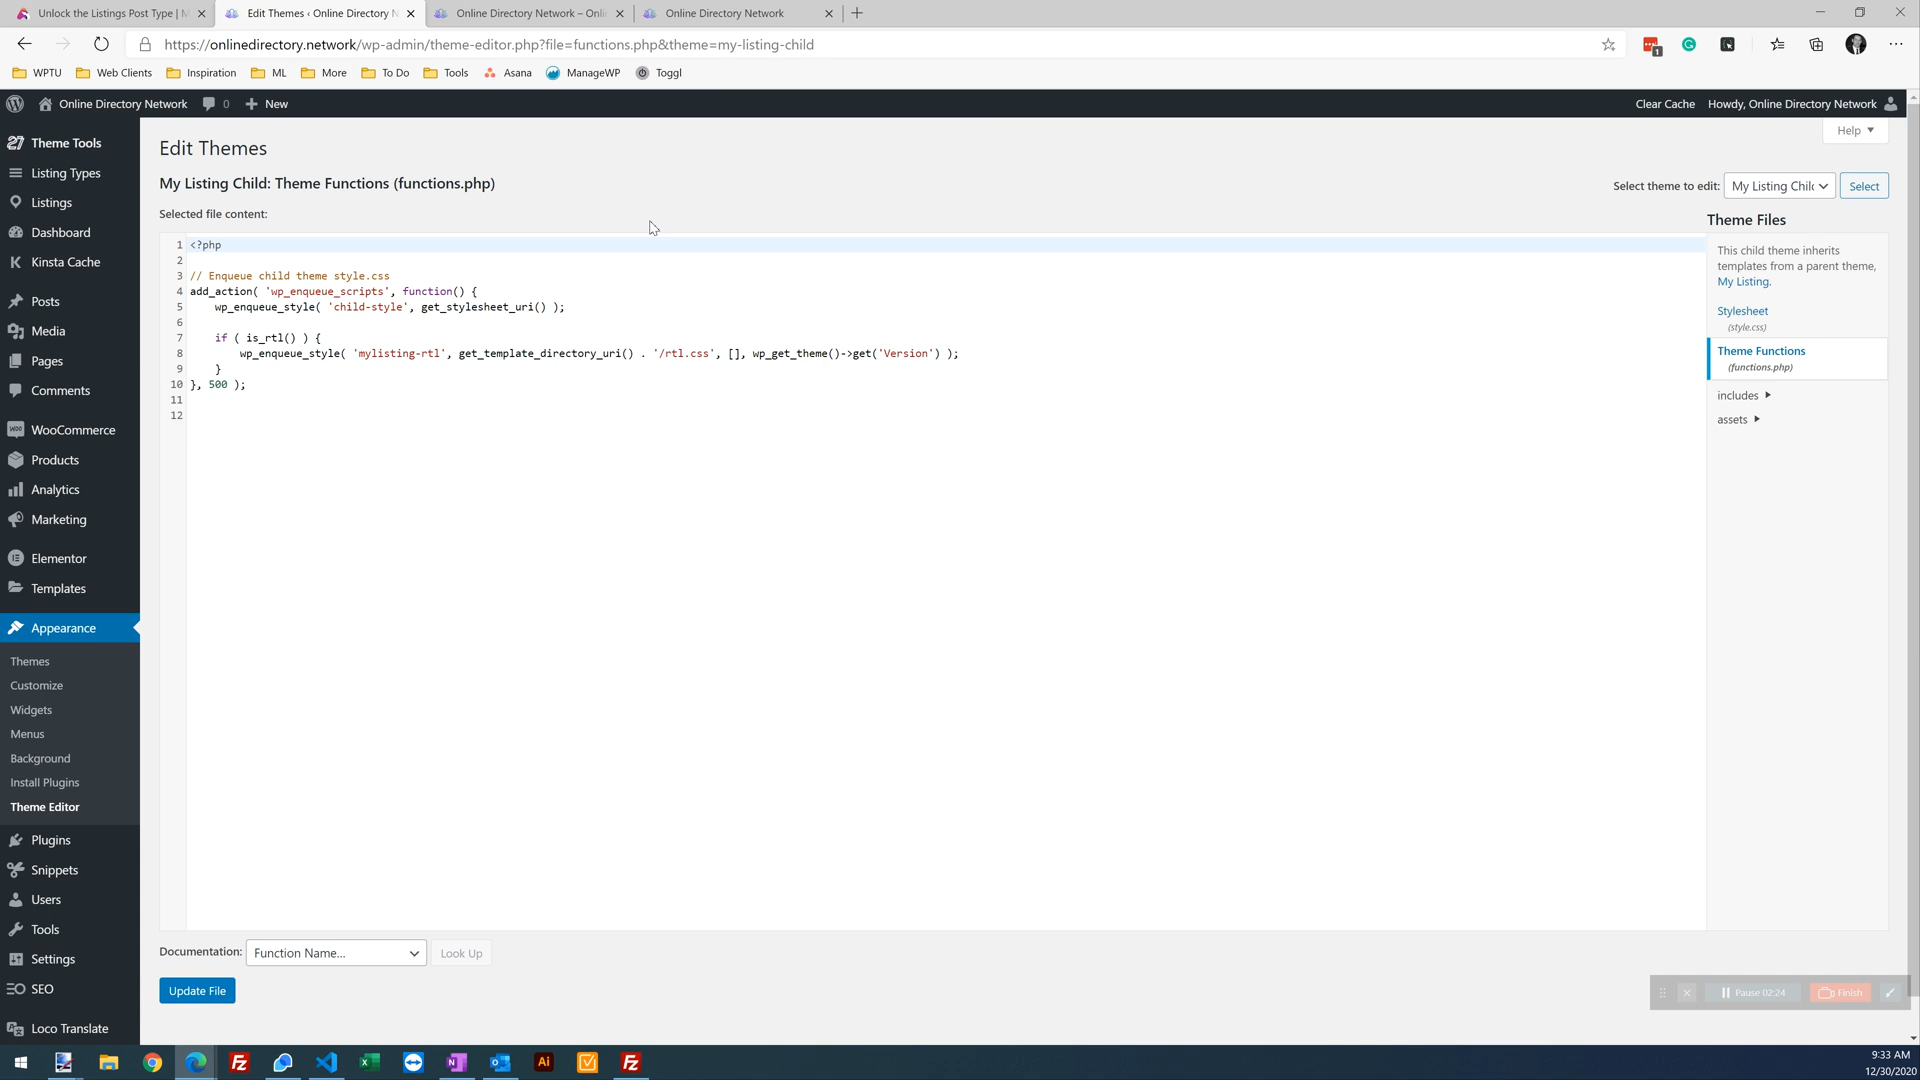 Unlock the Listings Post Type | M
Edit Themes ‹ Online Directory N
Online Directory Network – Onli
Online Directory Network
https://onlinedirectory.network/wp-admin/theme-editor.php?file=functions.php&theme=my-listing-child
1
WPTU
Web Clients
Inspiration
ML
More
To Do
Tools
Asana
ManageWP
Toggl
Online Directory Network
0
New
Clear Cache
Howdy, Online Directory Network
27 Theme Tools
Listing Types
Listings
Dashboard
K Kinsta Cache
Posts
Media
Pages
Comments
WooCommerce
Products
Analytics
Marketing
Elementor
Templates
Appearance
Themes
Customize
Widgets
Menus
Background
Install Plugins
Theme Editor
Plugins
Snippets
Users
Tools
Settings
SEO
Loco Translate
Help
Edit Themes
My Listing Child: Theme Functions (functions.php)
Select theme to edit: My Listing Chilc Select
Selected file content:
1 <?php
2
3 // Enqueue child theme style.css
4 add_action( 'wp_enqueue_scripts', function() {
5 wp_enqueue_style( 'child-style', get_stylesheet_uri() );
6
7 if ( is_rtl() ) {
8 wp_enqueue_style( 'mylisting-rtl', get_template_directory_uri() . '/rtl.css', [], wp_get_theme()->get('Version') );
9 }
10 }, 500 );
11
12
Theme Files
This child theme inherits
templates from a parent theme,
My Listing.
Stylesheet
(style.css)
Theme Functions
(functions.php)
includes
assets
Documentation: Function Name... Look Up
Update File
Pause 02:24
Finish
Fz
Ai
Fz
9:33 AM
12/30/2020